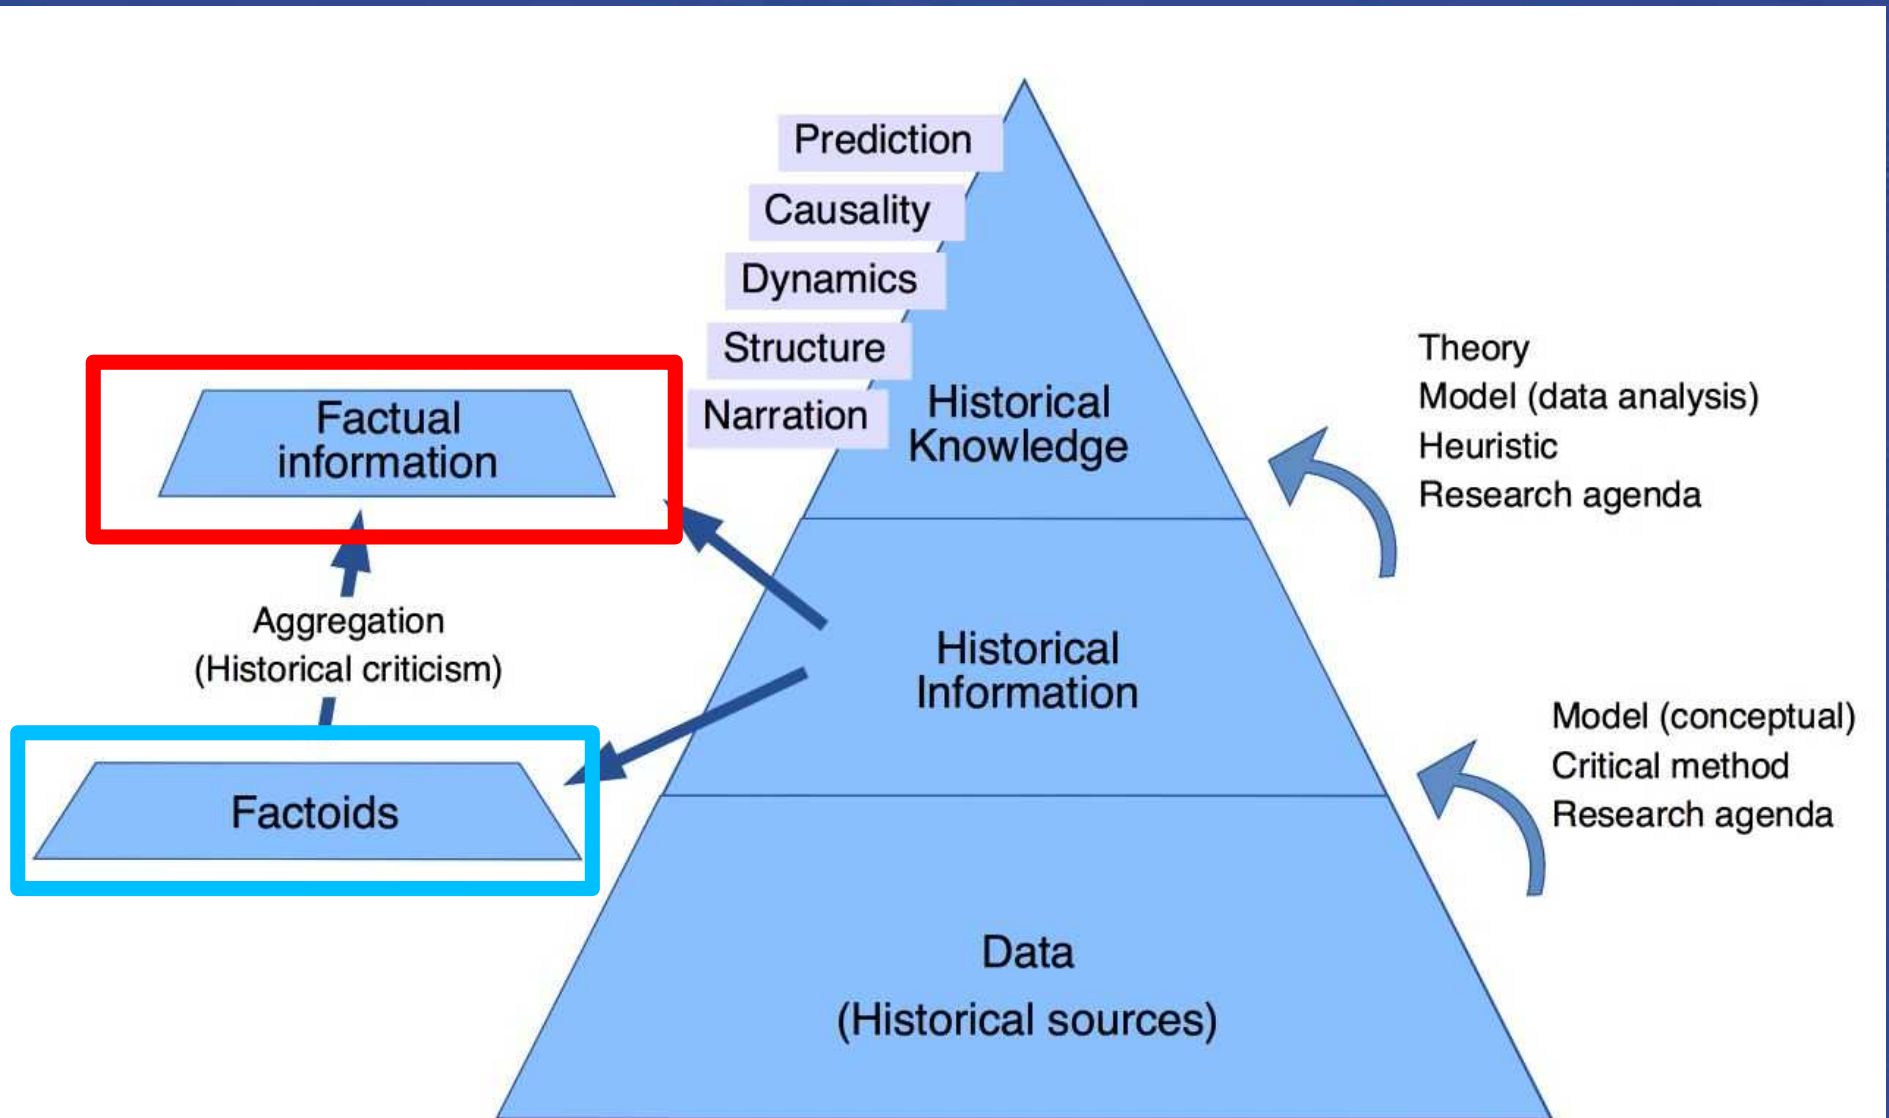 Prediction
Causality
Dynamics
Structure
Narration
Historical
Knowledge
Theory
Model (data analysis)
Heuristic
Research agenda
Factual
information
Aggregation
(Historical criticism)
Factoids
Historical
Information
Model (conceptual)
Critical method
Research agenda
Data
(Historical sources)